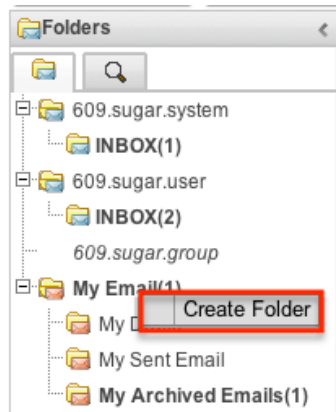 Folders
609.sugar.system
INBOX(1)
609.sugar.user
INBOX(2)
609.sugar.group
My Email(1)
Create Folder
My
My Sent Email
My Archived Emails(1)